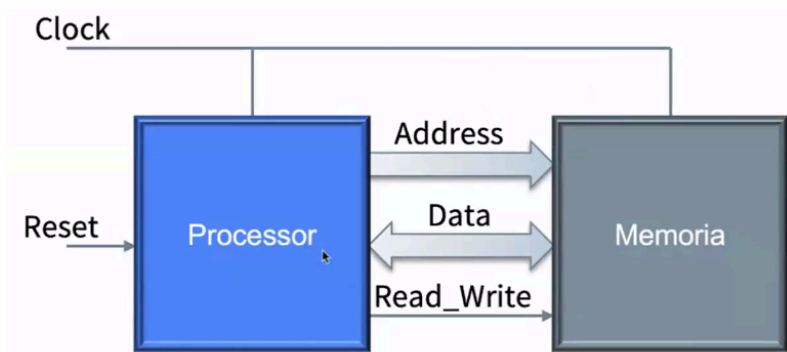 Clock
Address
Reset
Processor
Data
Memoria
Read_Write